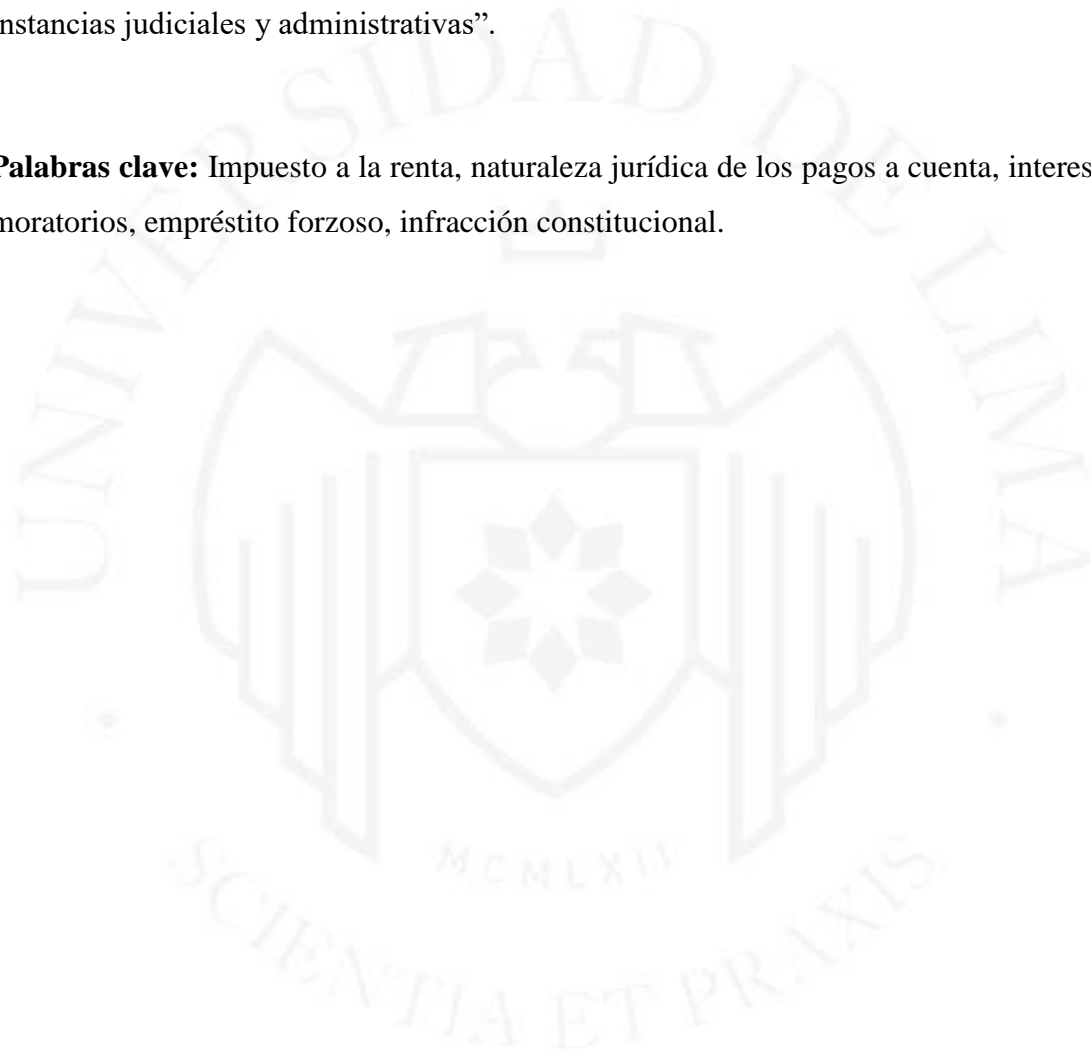 nstancias judiciales y administrativas”.
Palabras clave: Impuesto a la renta, naturaleza jurídica de los pagos a cuenta, interes
moratorios, empréstito forzoso, infracción constitucional.
UNIVERSIDAD DE LIMA
MCMLXII
SCIENTIA ET PRAXIS